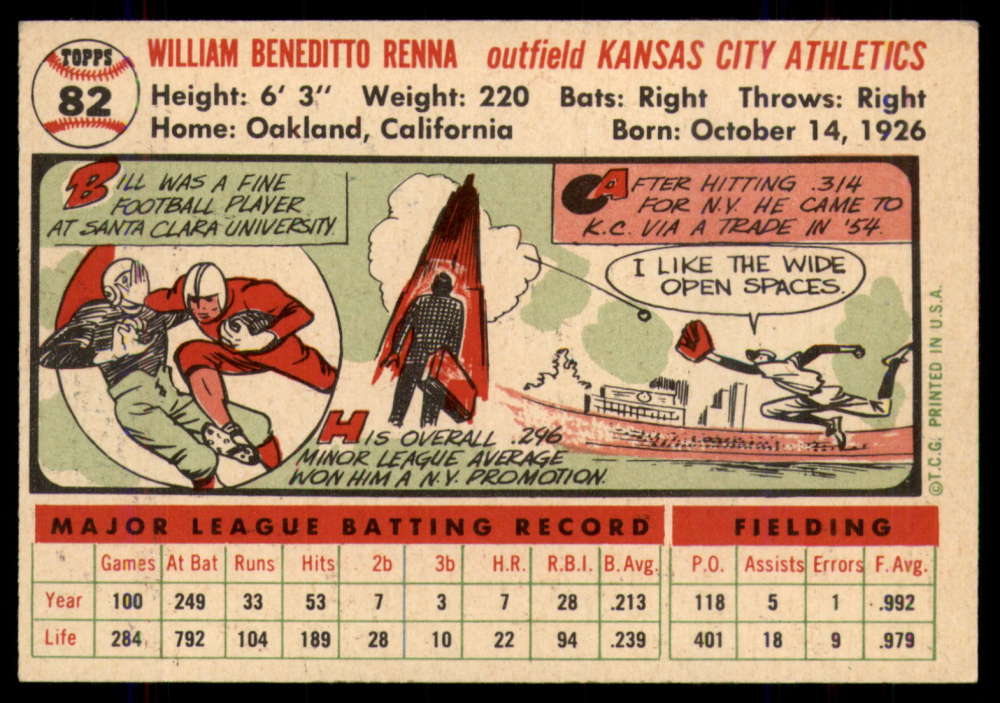 TOPPS
82
WILLIAM BENEDITTO RENNA outfield KANSAS CITY ATHLETICS
Height: 6' 3" Weight: 220 Bats: Right Throws: Right
Home: Oakland, California Born: October 14, 1926
BILL WAS A FINE
FOOTBALL PLAYER
AT SANTA CLARA UNIVERSITY.
HIS OVERALL .296
MINOR LEAGUE AVERAGE
WON HIM A N.Y. PROMOTION.
AFTER HITTING .314
FOR N.Y. HE CAME TO
K.C. VIA A TRADE IN '54.
I LIKE THE WIDE
OPEN SPACES.
©T.C.G. PRINTED IN U.S.A.
MAJOR LEAGUE BATTING RECORD FIELDING
Games At Bat Runs Hits 2b 3b H.R. R.B.I. B. Avg. P.O. Assists Errors F. Avg.
Year 100 249 33 53 7 3 7 28 .213 118 5 1 .992
Life 284 792 104 189 28 10 22 94 .239 401 18 9 .979